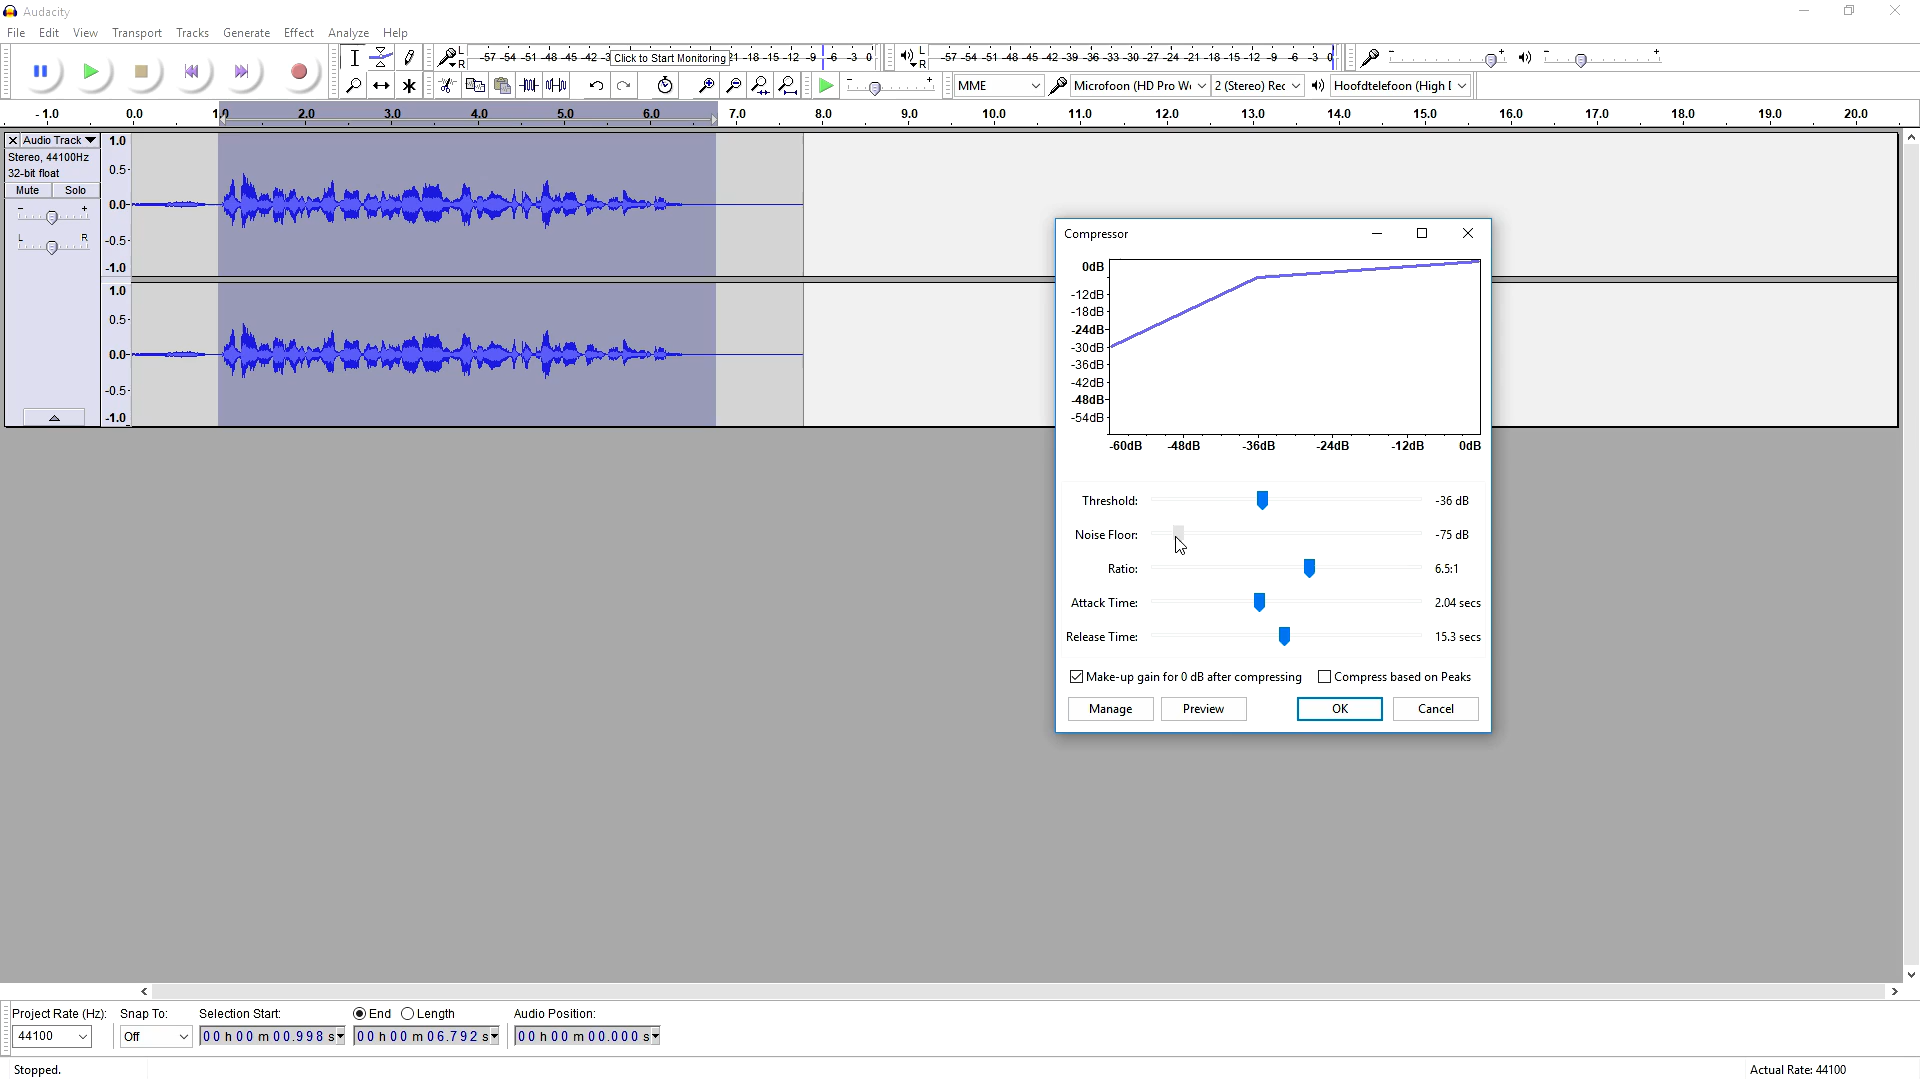 Audacity
File Edit View Transport Tracks Generate Effect Analyze Help
L R -57 -54 -51 -48 -45 -42 -3 Click to Start Monitoring 21 -18 -15 -12 -9 -6 -3 0
L R -57 -54 -51 -48 -45 -42 -39 -36 -33 -30 -27 -24 -21 -18 -15 -12 -9 -6 -3 0
- +
- +
- +
MME
Microfoon (HD Pro W
2 (Stereo) Rec
Hoofdtelefoon (High
-1.0 0.0 1.0 2.0 3.0 4.0 5.0 6.0 7.0 8.0 9.0 10.0 11.0 12.0 13.0 14.0 15.0 16.0 17.0 18.0 19.0 20.0
Audio Track
Stereo, 44100Hz
32-bit float
Mute Solo
- +
L R
1.0
0.5-
0.0-
-0.5-
-1.0
1.0
0.5-
0.0-
-0.5-
-1.0
Compressor
0dB
-12dB
-18dB
-24dB
-30dB
-36dB
-42dB
-48dB
-54dB
-60dB -48dB -36dB -24dB -12dB 0dB
Threshold: -36 dB
Noise Floor: -75 dB
Ratio: 6.5:1
Attack Time: 2.04 secs
Release Time: 15.3 secs
Make-up gain for 0 dB after compressing Compress based on Peaks
Manage Preview OK Cancel
Project Rate (Hz): Snap To: Selection Start: End Length Audio Position:
44100 Off 00 h 00 m 00.998 s 00 h 00 m 06.792 s 00 h 00 m 00.000 s
Stopped. Actual Rate: 44100